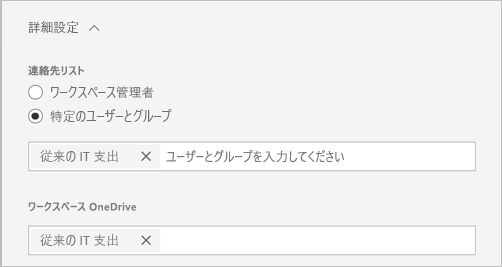 詳細設定
連絡先リスト
ワークスペース管理者
特定のユーザーとグループ
従来の IT 支出 ユーザーとグループを入力してください
ワークスペース OneDrive
従来の IT 支出